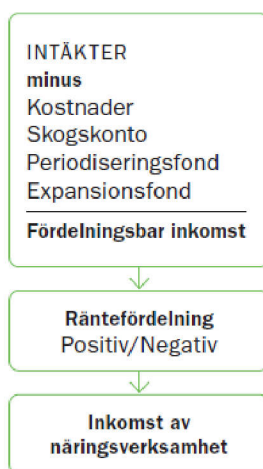 INTÄKTER
minus
Kostnader
Skogskonto
Periodiseringsfond
Expansionsfond
Fördelningsbar inkomst
Räntefördelning
Positiv/Negativ
Inkomst av
näringsverksamhet